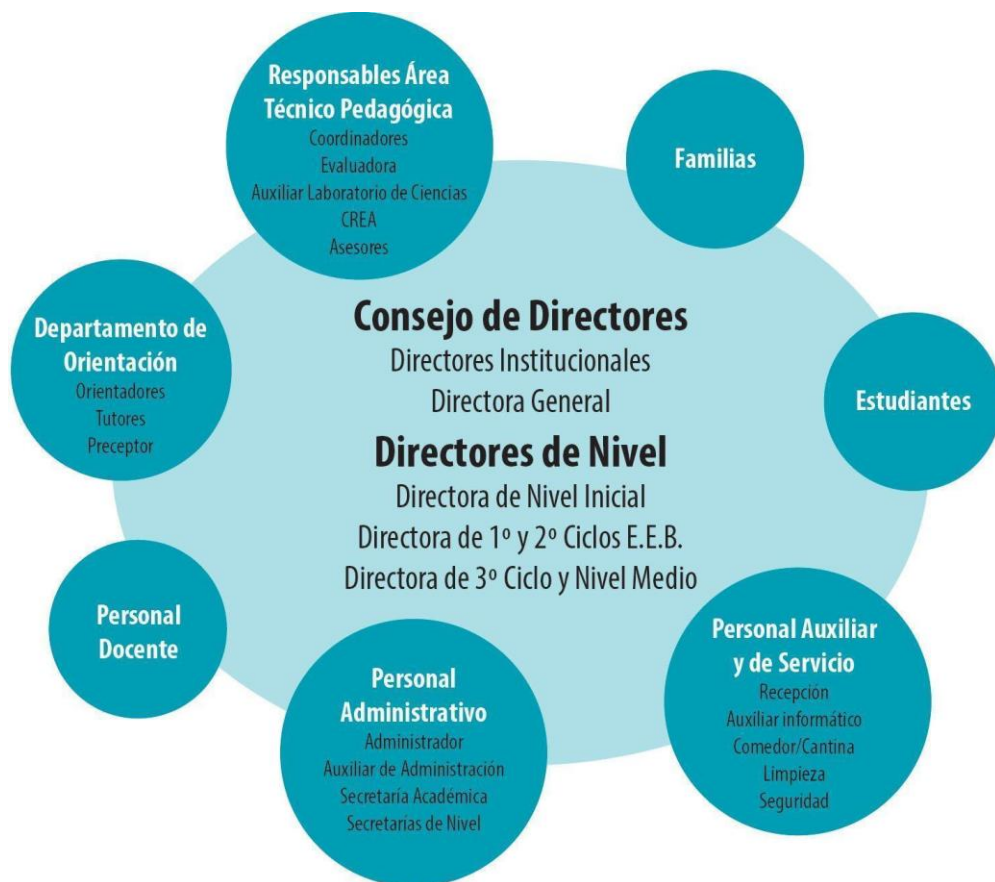 Responsables Área
Técnico Pedagógica
Coordinadores
Evaluadora
Auxiliar Laboratorio de Ciencias
CREA
Asesores
Familias
Departamento de
Orientación
Orientadores
Tutores
Preceptor
Consejo de Directores
Directores Institucionales
Directora General
Directores de Nivel
Directora de Nivel Inicial
Directora de 1º y 2º Ciclos E.E.B.
Directora de 3º Ciclo y Nivel Medio
Estudiantes
Personal
Docente
Personal
Administrativo
Administrador
Auxiliar de Administración
Secretaría Académica
Secretarías de Nivel
Personal Auxiliar
y de Servicio
Recepción
Auxiliar informático
Comedor/Cantina
Limpieza
Seguridad